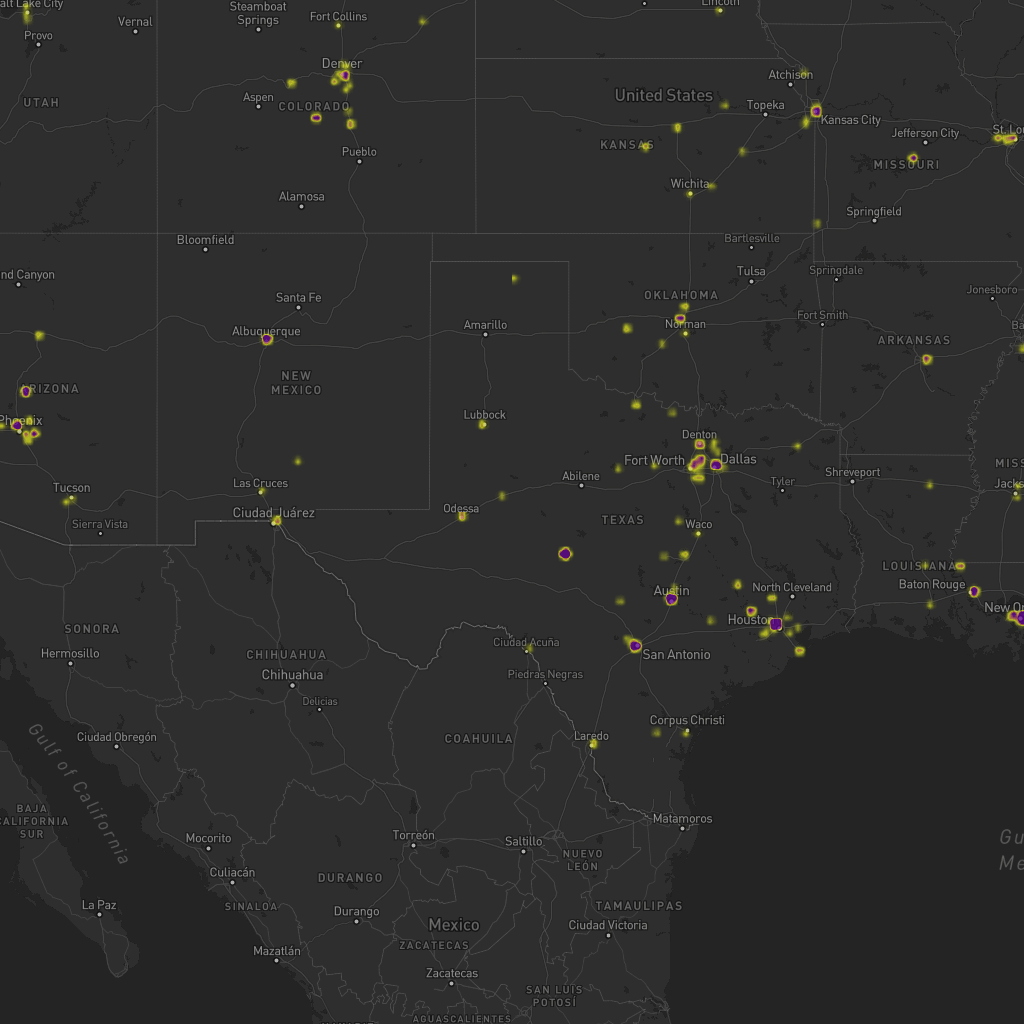 alt Lake City
Vernal
Steamboat
Springs
Fort Collins
Lincoln
Provo
Denver
Atchison
UTAH
Aspen
COLORADO
United States
Topeka
Kansas City
St. Lo
Jefferson City
KANSAS
MISSOURI
Pueblo
Wichita
Alamosa
Springfield
Bloomfield
Bartlesville
nd Canyon
Tulsa
Springdale
Santa Fe
OKLAHOMA
Jonesboro
Albuquerque
Amarillo
Norman
Fort Smith
Ba
ARKANSAS
NEW
MEXICO
ARIZONA
Phoenix
Lubbock
Denton
Fort Worth
Dallas
MISS
Tucson
Las Cruces
Abilene
Tyler
Shreveport
Jacks
Sierra Vista
Ciudad Juárez
Odessa
TEXAS
Waco
LOUISIANA
Baton Rouge
Austin
North Cleveland
New Or
Houston
SONORA
Hermosillo
CHIHUAHUA
Chihuahua
Ciudad Acuña
San Antonio
Piedras Negras
Delicias
Corpus Christi
Ciudad Obregón
COAHUILA
Laredo
Gulf of California
BAJA
CALIFORNIA
SUR
Matamoros
Mocorito
Torreón
Saltillo
Gu
Me
NUEVO
LEÓN
Culiacán
DURANGO
La Paz
SINALOA
Durango
Mexico
TAMAULIPAS
Ciudad Victoria
ZACATECAS
Mazatlán
Zacatecas
SAN LUIS
POTOSÍ
AGUASCALIENTES